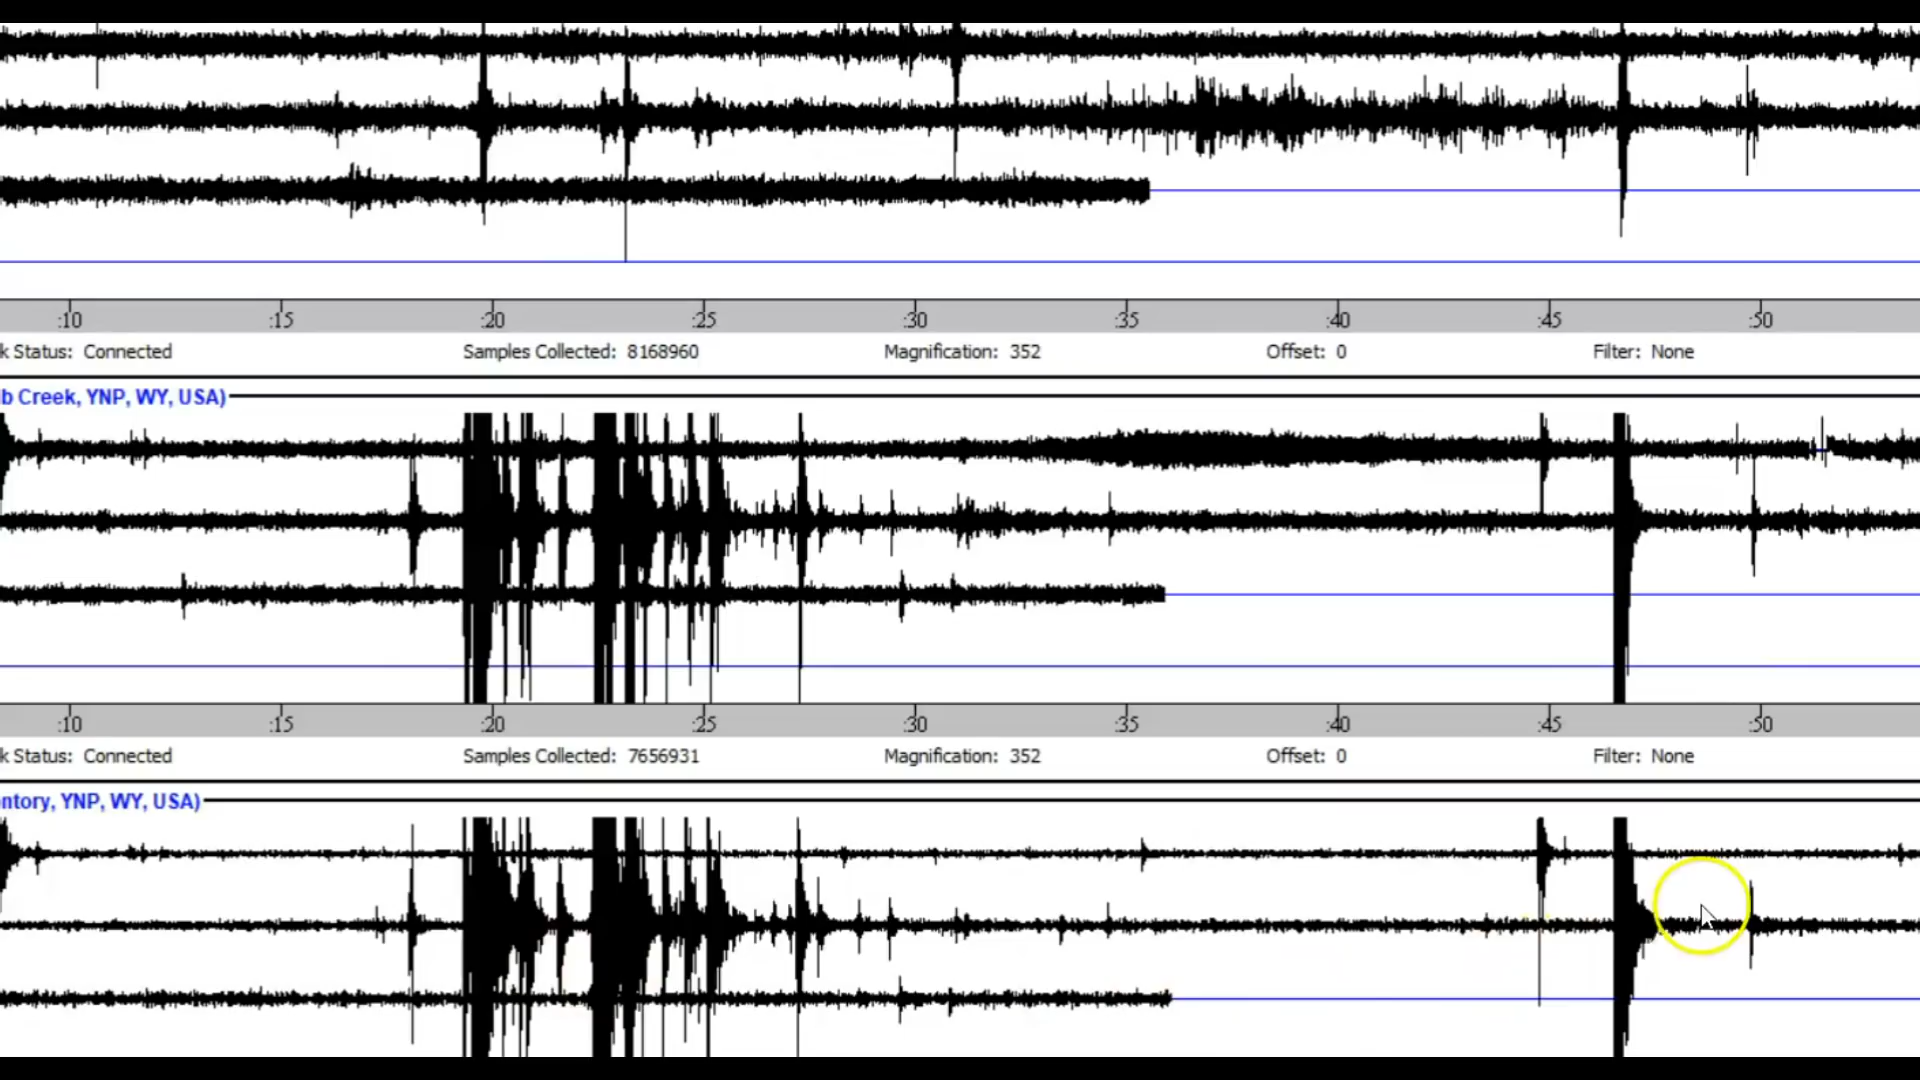 :10 :15 :20 :25 :30 :35 :40 :45 :50
k Status: Connected Samples Collected: 8168960 Magnification: 352 Offset: 0 Filter: None
b Creek, YNP, WY, USA)
:10 :15 :20 :25 :30 :35 :40 :45 :50
k Status: Connected Samples Collected: 7656931 Magnification: 352 Offset: 0 Filter: None
ntory, YNP, WY, USA)